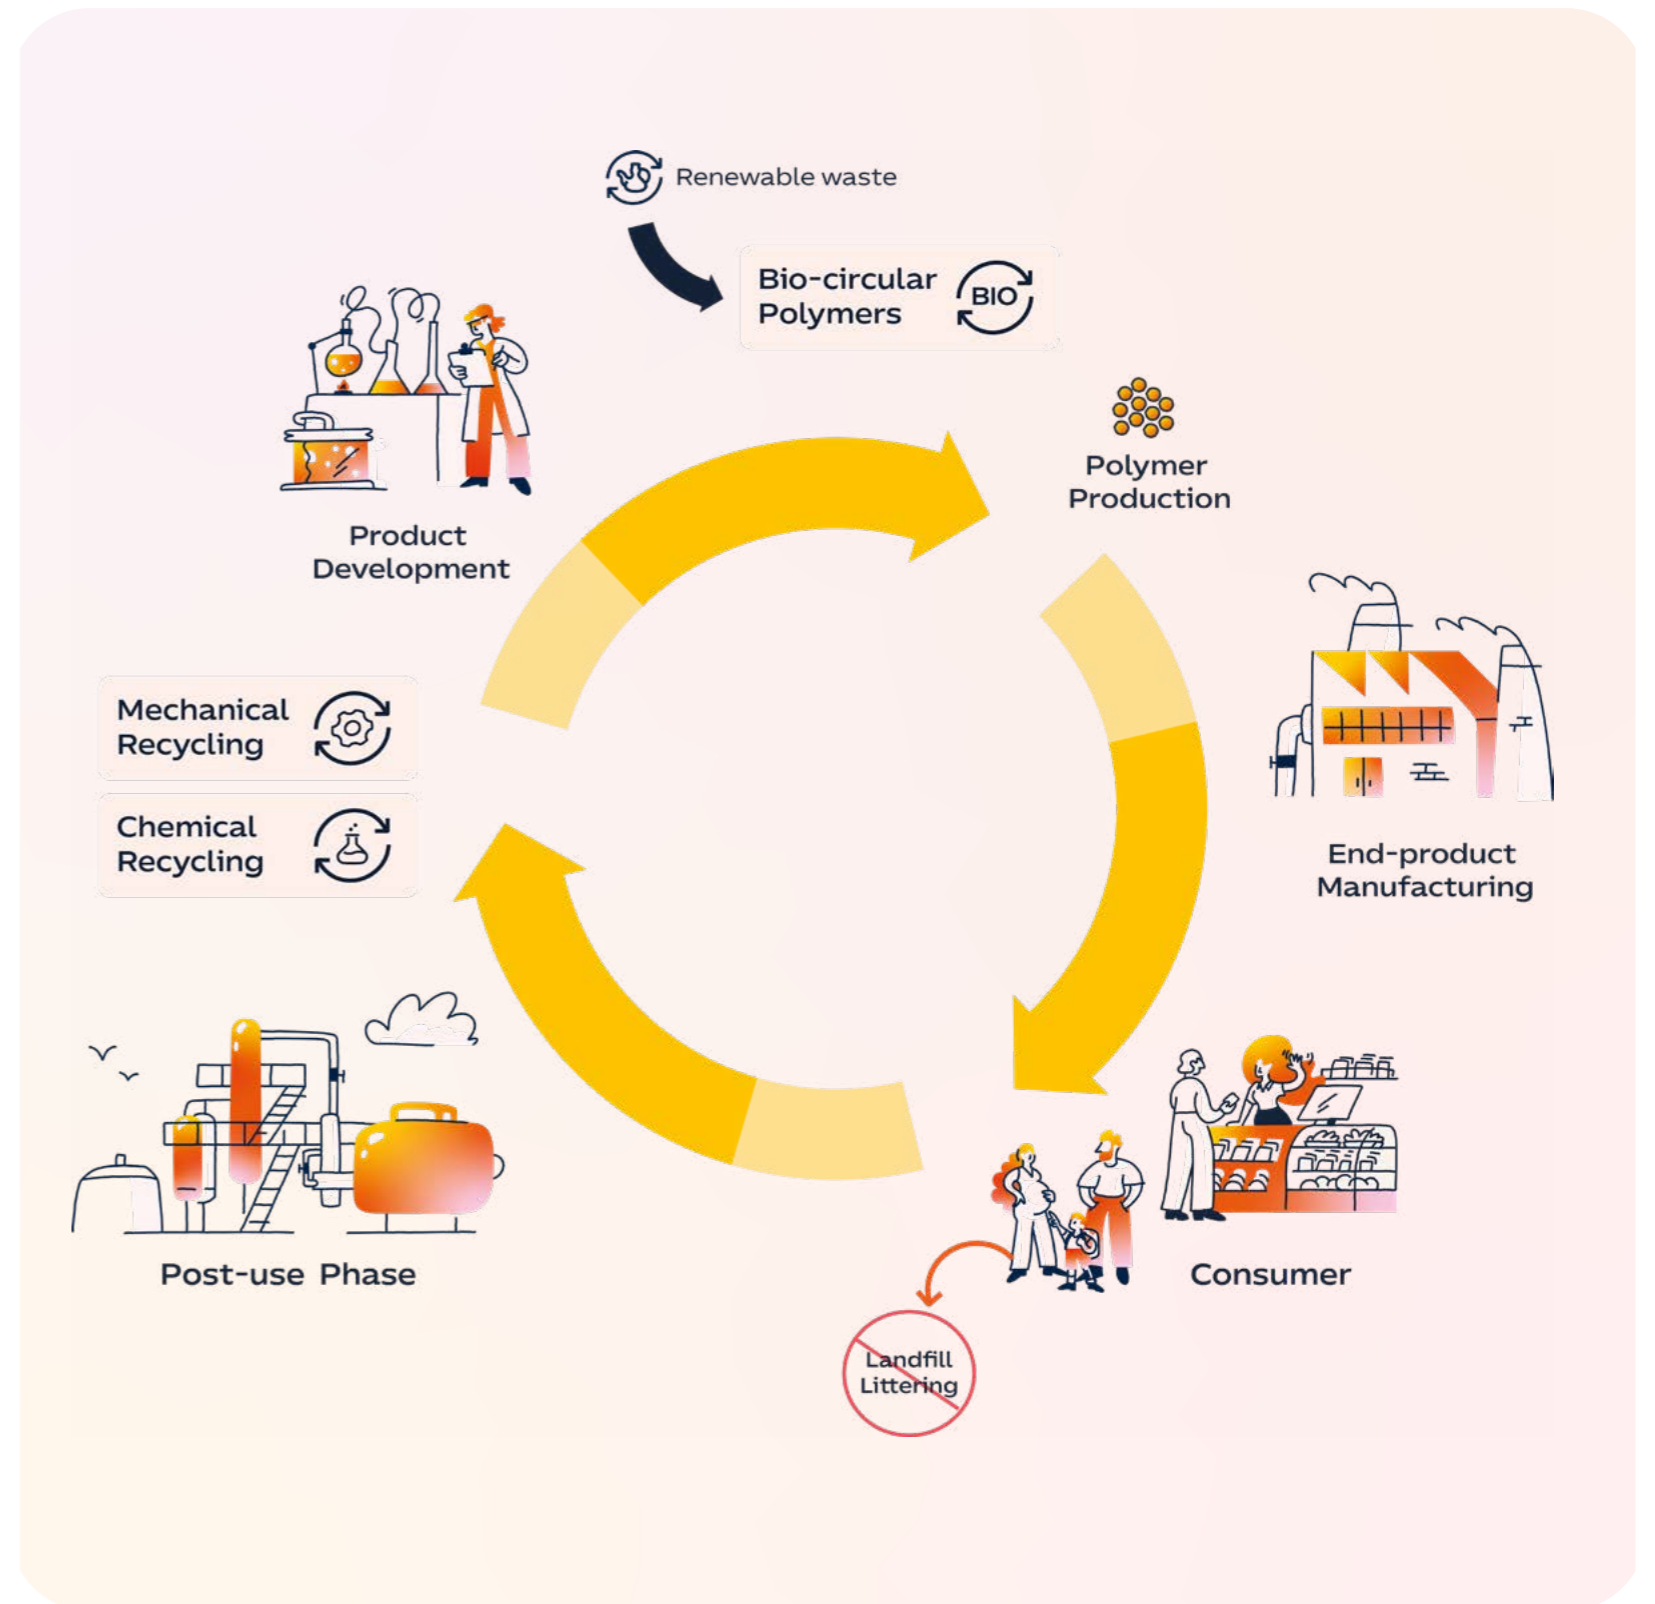 Renewable waste
Bio-circular
Polymers
BIO
Polymer
Production
End-product
Manufacturing
Consumer
Landfill
Littering
Post-use Phase
Chemical
Recycling
Mechanical
Recycling
Product
Development